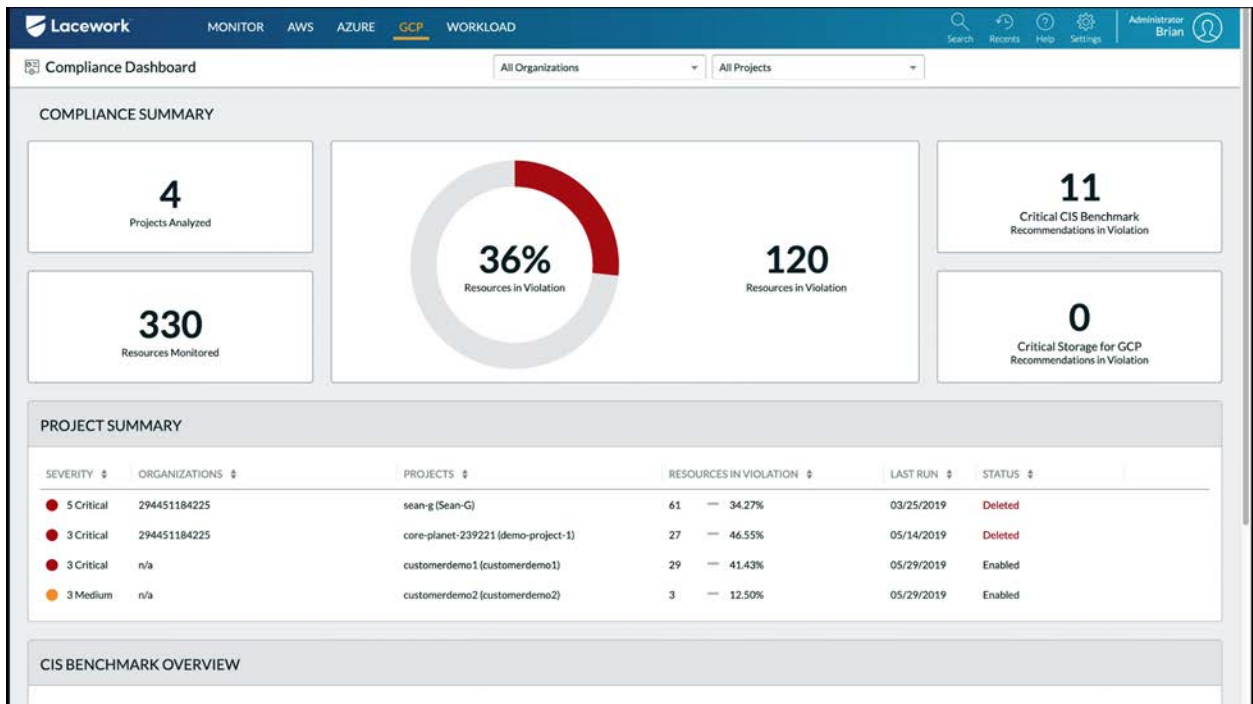 Lacework MONITOR AWS AZURE GCP WORKLOAD Search Recents Help Settings Administrator Brian
Compliance Dashboard All Organizations All Projects
COMPLIANCE SUMMARY
4
Projects Analyzed
330
Resources Monitored
36%
Resources in Violation
120
Resources in Violation
11
Critical CIS Benchmark
Recommendations in Violation
0
Critical Storage for GCP
Recommendations in Violation
PROJECT SUMMARY
SEVERITY ORGANIZATIONS PROJECTS RESOURCES IN VIOLATION LAST RUN STATUS
5 Critical 294451184225 sean-g (Sean-G) 61 — 34.27% 03/25/2019 Deleted
3 Critical 294451184225 core-planet-239221 (demo-project-1) 27 — 46.55% 05/14/2019 Deleted
3 Critical n/a customerdemo1 (customerdemo1) 29 — 41.43% 05/29/2019 Enabled
3 Medium n/a customerdemo2 (customerdemo2) 3 — 12.50% 05/29/2019 Enabled
CIS BENCHMARK OVERVIEW